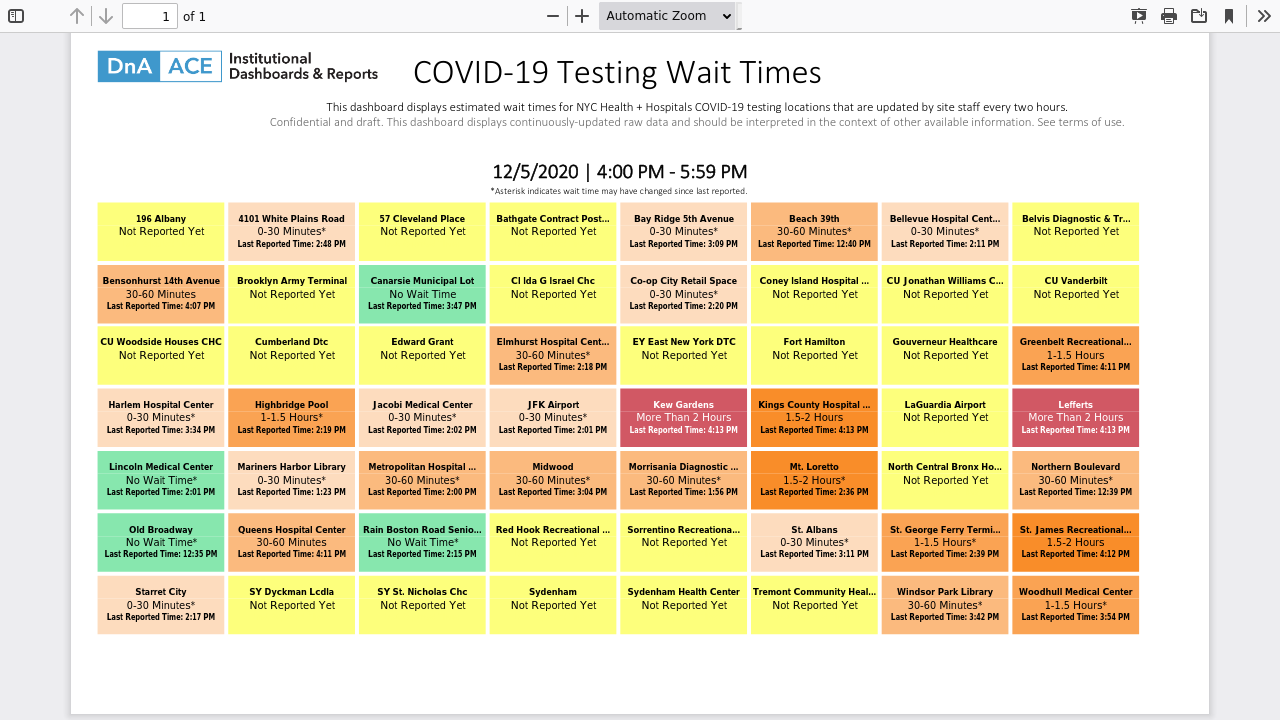 1 of 1 Automatic Zoom
DnA ACE Institutional Dashboards & Reports
COVID-19 Testing Wait Times
This dashboard displays estimated wait times for NYC Health + Hospitals COVID-19 testing locations that are updated by site staff every two hours.
Confidential and draft. This dashboard displays continuously-updated raw data and should be interpreted in the context of other available information. See terms of use.
12/5/2020 | 4:00 PM - 5:59 PM
*Asterisk indicates wait time may have changed since last reported.
196 Albany
Not Reported Yet
4101 White Plains Road
0-30 Minutes*
Last Reported Time: 2:48 PM
57 Cleveland Place
Not Reported Yet
Bathgate Contract Post...
Not Reported Yet
Bay Ridge 5th Avenue
0-30 Minutes*
Last Reported Time: 3:09 PM
Beach 39th
30-60 Minutes*
Last Reported Time: 12:40 PM
Bellevue Hospital Cent...
0-30 Minutes*
Last Reported Time: 2:11 PM
Belvis Diagnostic & Tr...
Not Reported Yet
Bensonhurst 14th Avenue
30-60 Minutes
Last Reported Time: 4:07 PM
Brooklyn Army Terminal
Not Reported Yet
Canarsie Municipal Lot
No Wait Time
Last Reported Time: 3:47 PM
CI Ida G Israel Chc
Not Reported Yet
Co-op City Retail Space
0-30 Minutes*
Last Reported Time: 2:20 PM
Coney Island Hospital ...
Not Reported Yet
CU Jonathan Williams C...
Not Reported Yet
CU Vanderbilt
Not Reported Yet
CU Woodside Houses CHC
Not Reported Yet
Cumberland Dtc
Not Reported Yet
Edward Grant
Not Reported Yet
Elmhurst Hospital Cent...
30-60 Minutes*
Last Reported Time: 2:18 PM
EY East New York DTC
Not Reported Yet
Fort Hamilton
Not Reported Yet
Gouverneur Healthcare
Not Reported Yet
Greenbelt Recreational...
1-1.5 Hours
Last Reported Time: 4:11 PM
Harlem Hospital Center
0-30 Minutes*
Last Reported Time: 3:34 PM
Highbridge Pool
1-1.5 Hours*
Last Reported Time: 2:19 PM
Jacobi Medical Center
0-30 Minutes*
Last Reported Time: 2:02 PM
JFK Airport
0-30 Minutes*
Last Reported Time: 2:01 PM
Kew Gardens
More Than 2 Hours
Last Reported Time: 4:13 PM
Kings County Hospital ...
1.5-2 Hours
Last Reported Time: 4:13 PM
LaGuardia Airport
Not Reported Yet
Lefferts
More Than 2 Hours
Last Reported Time: 4:13 PM
Lincoln Medical Center
No Wait Time*
Last Reported Time: 2:01 PM
Mariners Harbor Library
0-30 Minutes*
Last Reported Time: 1:23 PM
Metropolitan Hospital ...
30-60 Minutes*
Last Reported Time: 2:00 PM
Midwood
30-60 Minutes*
Last Reported Time: 3:04 PM
Morrisania Diagnostic ...
30-60 Minutes*
Last Reported Time: 1:56 PM
Mt. Loretto
1.5-2 Hours*
Last Reported Time: 2:36 PM
North Central Bronx Ho...
Not Reported Yet
Northern Boulevard
30-60 Minutes*
Last Reported Time: 12:39 PM
Old Broadway
No Wait Time*
Last Reported Time: 12:35 PM
Queens Hospital Center
30-60 Minutes
Last Reported Time: 4:11 PM
Rain Boston Road Senio...
No Wait Time*
Last Reported Time: 2:15 PM
Red Hook Recreational ...
Not Reported Yet
Sorrentino Recreationa...
Not Reported Yet
St. Albans
0-30 Minutes*
Last Reported Time: 3:11 PM
St. George Ferry Termi...
1-1.5 Hours*
Last Reported Time: 2:39 PM
St. James Recreational...
1.5-2 Hours
Last Reported Time: 4:12 PM
Starret City
0-30 Minutes*
Last Reported Time: 2:17 PM
SY Dyckman Lcdla
Not Reported Yet
SY St. Nicholas Chc
Not Reported Yet
Sydenham
Not Reported Yet
Sydenham Health Center
Not Reported Yet
Tremont Community Heal...
Not Reported Yet
Windsor Park Library
30-60 Minutes*
Last Reported Time: 3:42 PM
Woodhull Medical Center
1-1.5 Hours*
Last Reported Time: 3:54 PM